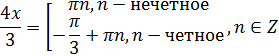 4x/3 = [ πn, n − нечетное
−π/3 + πn, n − четное , n ∈ Z